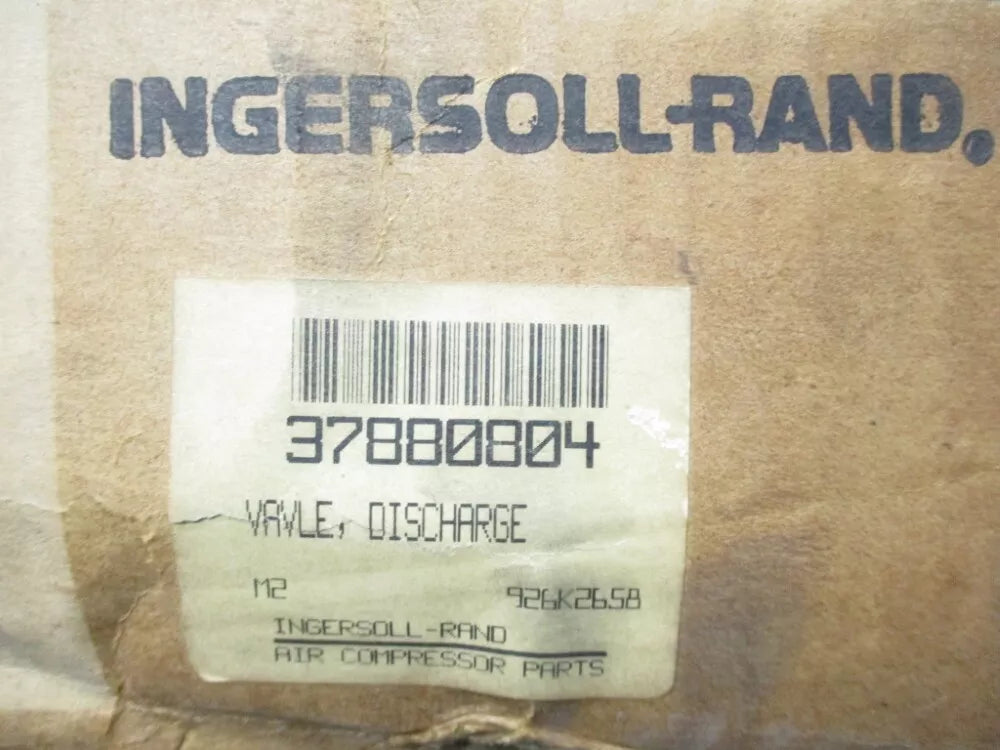 INGERSOLL-RAND.
37880804
VAVLE, DISCHARGE
M2 926K2658
INGERSOLL-RAND
AIR COMPRESSOR PARTS